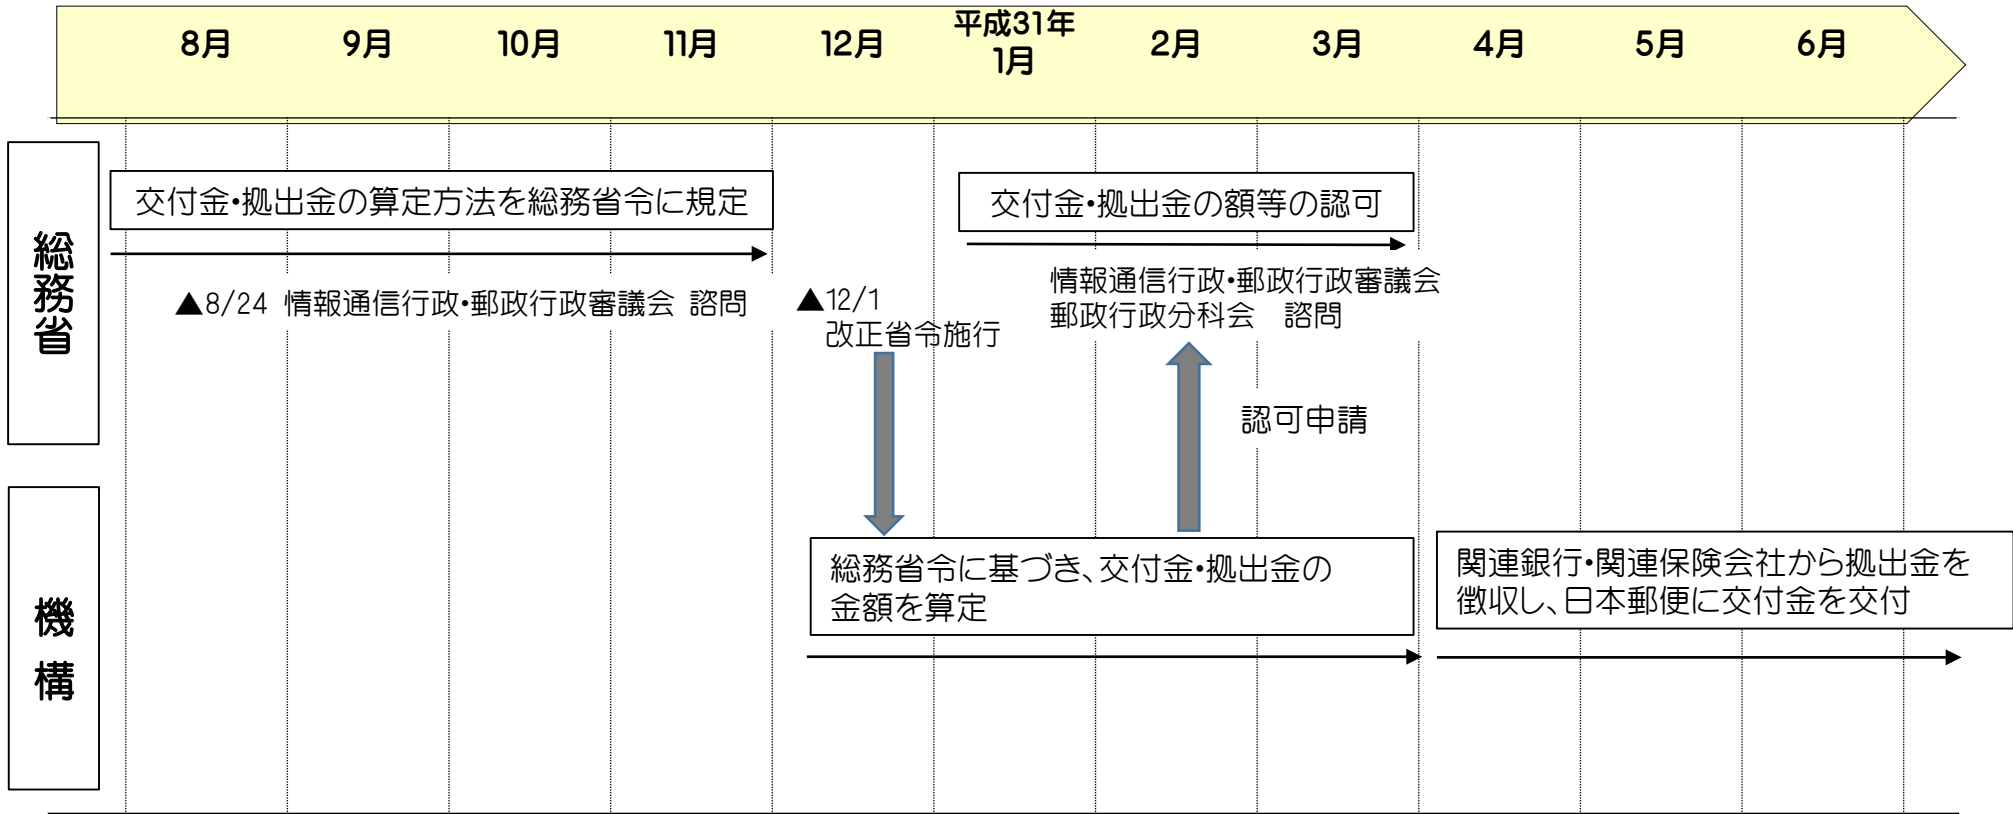 8月 9月 10月 11月 12月 平成31年 1月 2月 3月 4月 5月 6月
総務省
交付金・拠出金の算定方法を総務省令に規定
交付金・拠出金の額等の認可
▲8/24 情報通信行政・郵政行政審議会 諮問
▲12/1
改正省令施行
情報通信行政・郵政行政審議会
郵政行政分科会 諮問
認可申請
機構
総務省令に基づき、交付金・拠出金の
金額を算定
関連銀行・関連保険会社から拠出金を
徴収し、日本郵便に交付金を交付